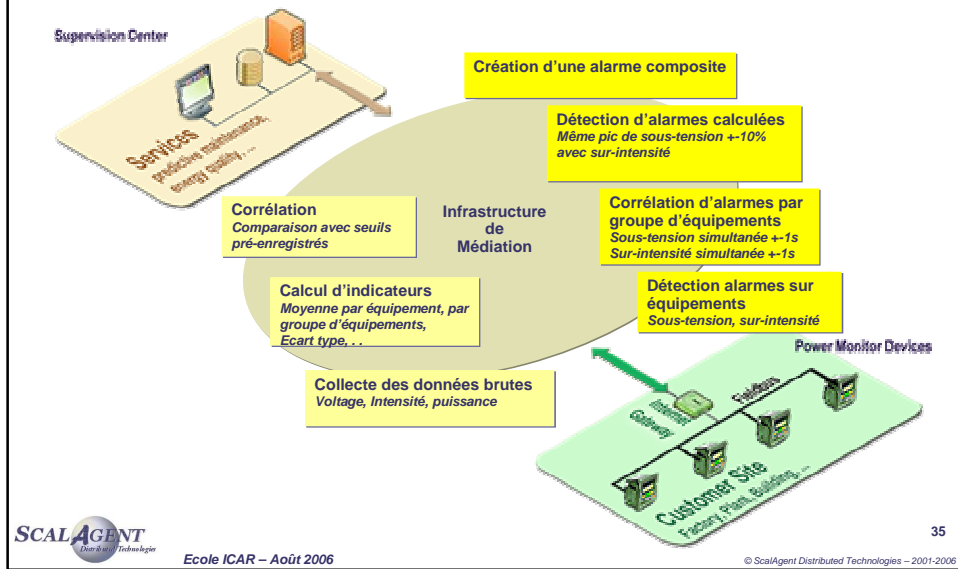 Supervision Center
Services
predictive maintenance,
energy quality, ...
Création d'une alarme composite
Détection d'alarmes calculées
Même pic de sous-tension +-10%
avec sur-intensité
Corrélation
Comparaison avec seuils
pré-enregistrés
Infrastructure
de
Médiation
Corrélation d'alarmes par
groupe d'équipements
Sous-tension simultanée +-1s
Sur-intensité simultanée +-1s
Calcul d'indicateurs
Moyenne par équipement, par
groupe d'équipements,
Ecart type, . .
Détection alarmes sur
équipements
Sous-tension, sur-intensité
Power Monitor Devices
Collecte des données brutes
Voltage, Intensité, puissance
Fieldbus
Customer Site
Factory, Plant, Building, ...
SCALAGENT
Distributed Technologies
Ecole ICAR – Août 2006
35
© ScalAgent Distributed Technologies – 2001-2006